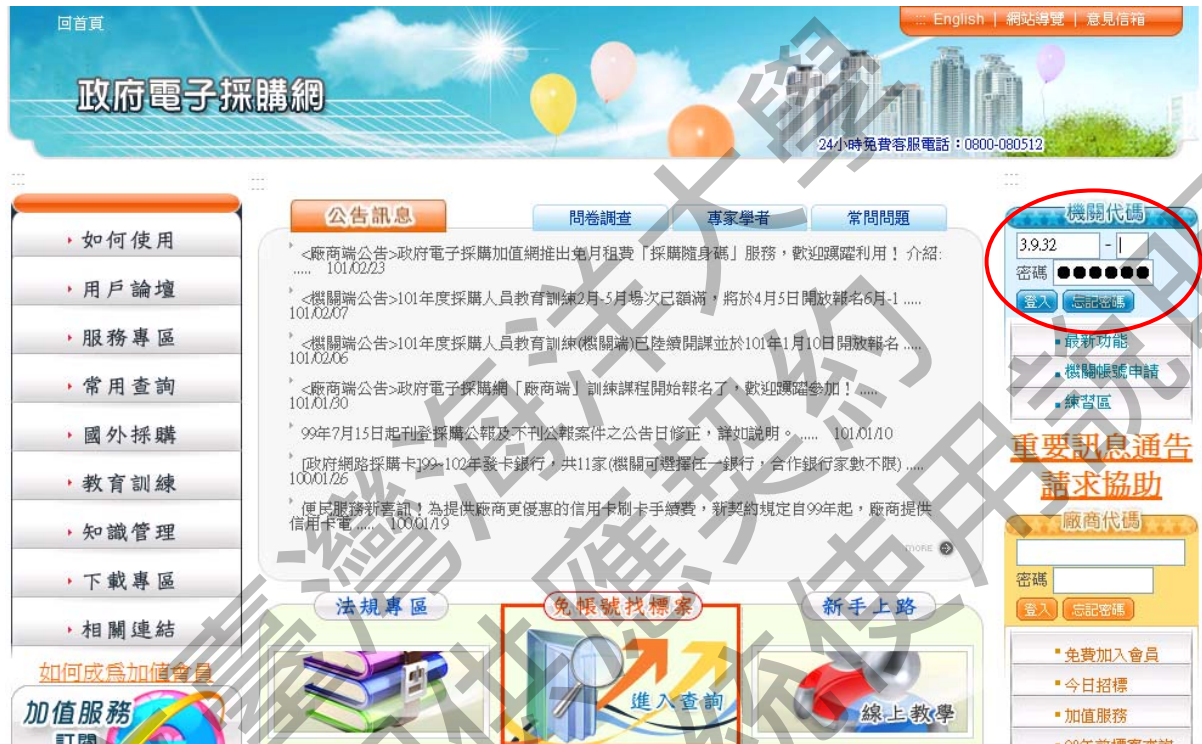 回首頁
::: English | 網站導覽 | 意見信箱
政府電子採購網
24小時免費客服電話：0800-080512
:::
:::
:::
如何使用
用戶論壇
服務專區
常用查詢
國外採購
教育訓練
知識管理
下載專區
相關連結
如何成為加值會員
加值服務
訂閱
公告訊息
問卷調查
專家學者
常問問題
<廠商端公告>政府電子採購加值網推出免月租費「採購隨身碼」服務，歡迎踴躍利用！ 介紹:
..... 101/02/23
<機關端公告>101年度採購人員教育訓練2月-5月場次已額滿，將於4月5日開放報名6月-1 .....
101/02/07
<機關端公告>101年度採購人員教育訓練(機關端)已陸續開課並於101年1月10日開放報名 .....
101/02/06
<廠商端公告>政府電子採購網「廠商端」訓練課程開始報名了，歡迎踴躍參加！ .....
101/01/30
99年7月15日起刊登採購公報及不刊公報案件之公告日修正，詳如說明。..... 101/01/10
[政府網路採購卡]99~102年發卡銀行，共11家(機關可選擇任一銀行，合作銀行家數不限) .....
100/01/26
便民服務新喜訊！為提供廠商更優惠的信用卡刷卡手續費，新契約規定自99年起，廠商提供
信用卡電 ..... 100/01/19
more
法規專區
免帳號找標案
進入查詢
新手上路
線上教學
機關代碼
3.9.32 -
密碼 ●●●●●●
登入 忘記密碼
最新功能
機關帳號申請
練習區
重要訊息通告
請求協助
廠商代碼
密碼
登入 忘記密碼
免費加入會員
今日招標
加值服務
臺灣海洋大學
共應契約
統使用說明